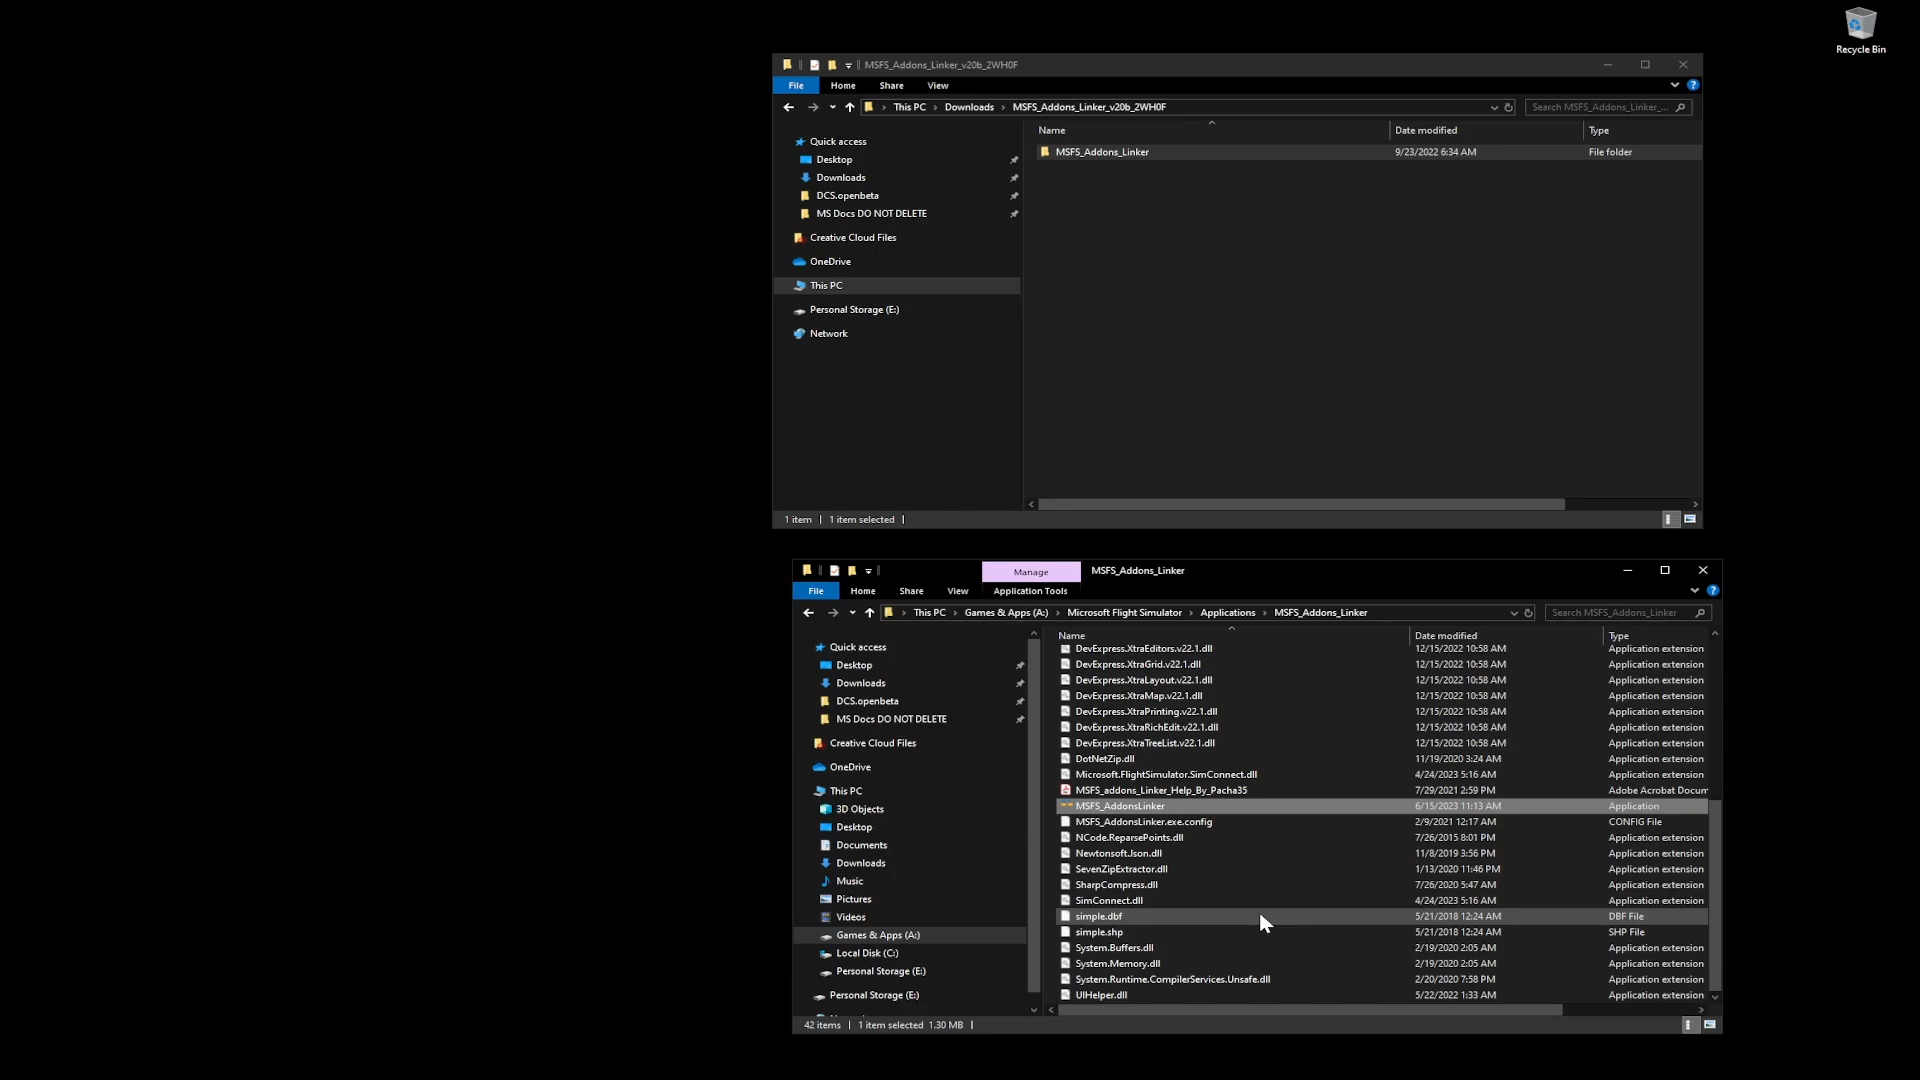 Recycle Bin
MSFS_Addons_Linker_v20b_2WH0F
File Home Share View
This PC Downloads MSFS_Addons_Linker_v20b_2WH0F Search MSFS_Addons_Linker_...
Name Date modified Type
MSFS_Addons_Linker 9/23/2022 6:34 AM File folder
Quick access
Desktop
Downloads
DCS.openbeta
MS Docs DO NOT DELETE
Creative Cloud Files
OneDrive
This PC
Personal Storage (E:)
Network
1 item 1 item selected
Manage MSFS_Addons_Linker
File Home Share View Application Tools
This PC Games & Apps (A:) Microsoft Flight Simulator Applications MSFS_Addons_Linker Search MSFS_Addons_Linker
Quick access
Desktop
Downloads
DCS.openbeta
MS Docs DO NOT DELETE
Creative Cloud Files
OneDrive
This PC
3D Objects
Desktop
Documents
Downloads
Music
Pictures
Videos
Games & Apps (A:)
Local Disk (C:)
Personal Storage (E:)
Personal Storage (E:)
Name Date modified Type
DevExpress.XtraEditors.v22.1.dll 12/15/2022 10:58 AM Application extension
DevExpress.XtraGrid.v22.1.dll 12/15/2022 10:58 AM Application extension
DevExpress.XtraLayout.v22.1.dll 12/15/2022 10:58 AM Application extension
DevExpress.XtraMap.v22.1.dll 12/15/2022 10:58 AM Application extension
DevExpress.XtraPrinting.v22.1.dll 12/15/2022 10:58 AM Application extension
DevExpress.XtraRichEdit.v22.1.dll 12/15/2022 10:58 AM Application extension
DevExpress.XtraTreeList.v22.1.dll 12/15/2022 10:58 AM Application extension
DotNetZip.dll 11/19/2020 3:24 AM Application extension
Microsoft.FlightSimulator.SimConnect.dll 4/24/2023 5:16 AM Application extension
MSFS_addons_Linker_Help_By_Pacha35 7/29/2021 2:59 PM Adobe Acrobat Docum
MSFS_AddonsLinker 6/15/2023 11:13 AM Application
MSFS_AddonsLinker.exe.config 2/9/2021 12:17 AM CONFIG File
NCode.ReparsePoints.dll 7/26/2015 8:01 PM Application extension
Newtonsoft.Json.dll 11/8/2019 3:56 PM Application extension
SevenZipExtractor.dll 1/13/2020 11:46 PM Application extension
SharpCompress.dll 7/26/2020 5:47 AM Application extension
SimConnect.dll 4/24/2023 5:16 AM Application extension
simple.dbf 5/21/2018 12:24 AM DBF File
simple.shp 5/21/2018 12:24 AM SHP File
System.Buffers.dll 2/19/2020 2:05 AM Application extension
System.Memory.dll 2/19/2020 2:05 AM Application extension
System.Runtime.CompilerServices.Unsafe.dll 2/20/2020 7:58 PM Application extension
UIHelper.dll 5/22/2022 1:33 AM Application extension
42 items 1 item selected 1.30 MB